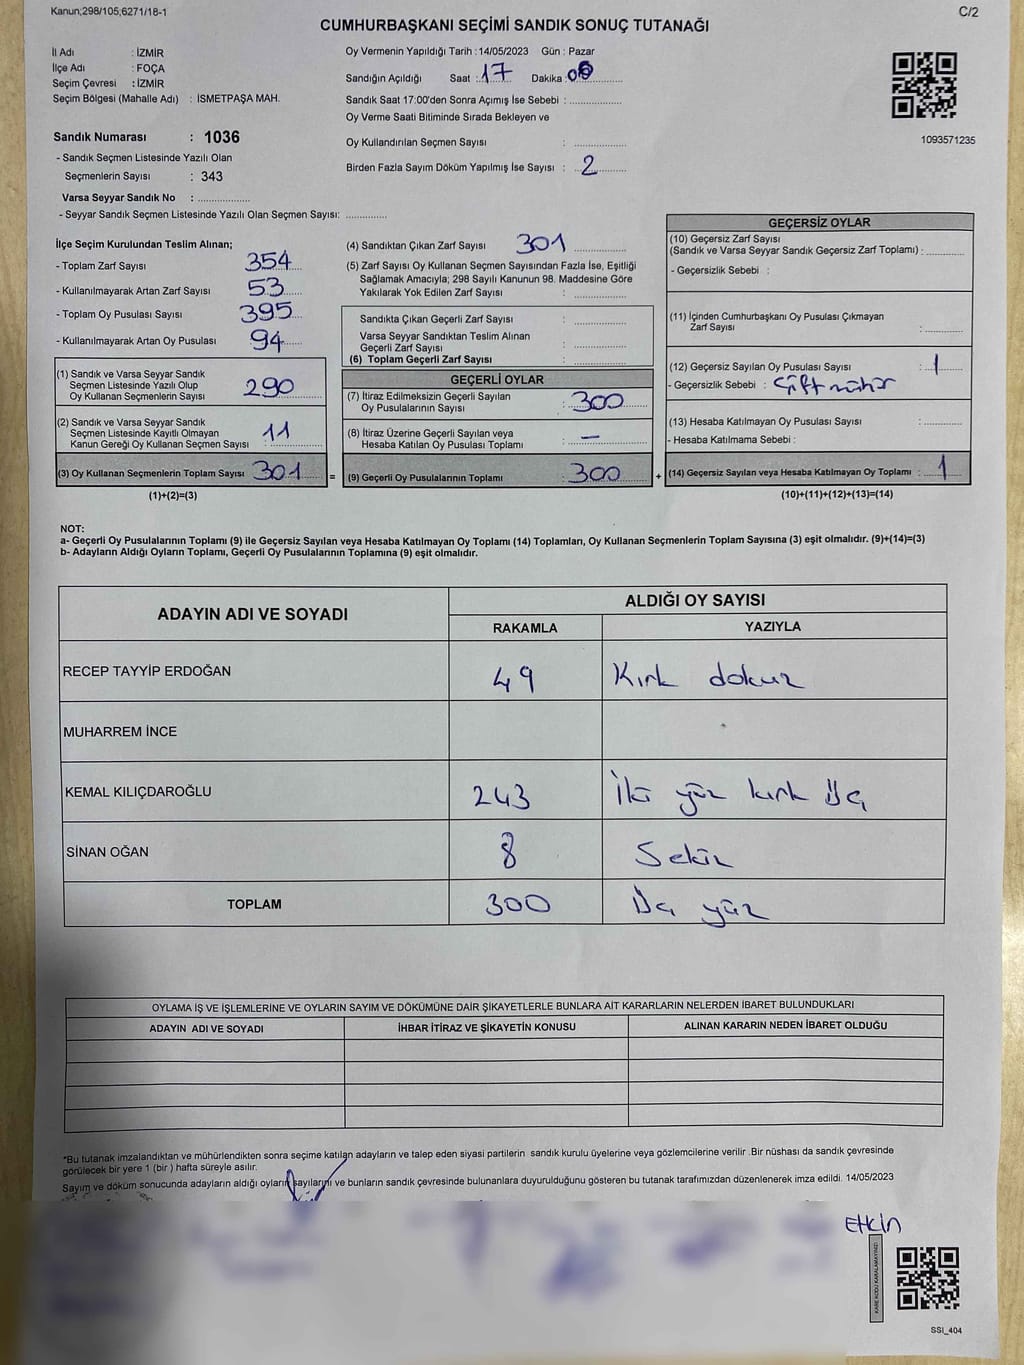 Kanun;298/105,6271/18-1
C/2
CUMHURBAŞKANI SEÇİMİ SANDIK SONUÇ TUTANAĞI
İl Adı : İZMİR
İlçe Adı : FOÇA
Seçim Çevresi : İZMİR
Seçim Bölgesi (Mahalle Adı) : İSMETPAŞA MAH.
Sandık Numarası : 1036
- Sandık Seçmen Listesinde Yazılı Olan
Seçmenlerin Sayısı : 343
Varsa Seyyar Sandık No : ..................
- Seyyar Sandık Seçmen Listesinde Yazılı Olan Seçmen Sayısı: ..............
Oy Vermenin Yapıldığı Tarih : 14/05/2023 Gün : Pazar
Sandığın Açıldığı Saat : 17 Dakika :
Sandık Saat 17:00'den Sonra Açımış İse Sebebi : ..................
Oy Verme Saati Bitiminde Sırada Bekleyen ve
Oy Kullandırılan Seçmen Sayısı : ..................
Birden Fazla Sayım Döküm Yapılmış İse Sayısı : 2
1093571235
İlçe Seçim Kurulundan Teslim Alınan;
- Toplam Zarf Sayısı 354
- Kullanılmayarak Artan Zarf Sayısı 53
- Toplam Oy Pusulası Sayısı 395
- Kullanılmayarak Artan Oy Pusulası 94
(1) Sandık ve Varsa Seyyar Sandık
Seçmen Listesinde Yazılı Olup
Oy Kullanan Seçmenlerin Sayısı 290
(2) Sandık ve Varsa Seyyar Sandık
Seçmen Listesinde Kayıtlı Olmayan
Kanun Gereği Oy Kullanan Seçmen Sayısı : 11
(3) Oy Kullanan Seçmenlerin Toplam Sayısı 301 =
(1)+(2)=(3)
(4) Sandıktan Çıkan Zarf Sayısı 301
(5) Zarf Sayısı Oy Kullanan Seçmen Sayısından Fazla İse, Eşitliği
Sağlamak Amacıyla; 298 Sayılı Kanunun 98. Maddesine Göre
Yakılarak Yok Edilen Zarf Sayısı : ..................
Sandıkta Çıkan Geçerli Zarf Sayısı : ..................
Varsa Seyyar Sandıktan Teslim Alınan
Geçerli Zarf Sayısı : ..................
(6) Toplam Geçerli Zarf Sayısı : ..................
GEÇERLİ OYLAR
(7) İtiraz Edilmeksizin Geçerli Sayılan
Oy Pusulalarının Sayısı : 300
(8) İtiraz Üzerine Geçerli Sayılan veya
Hesaba Katılan Oy Pusulası Toplamı : —
(9) Geçerli Oy Pusulalarının Toplamı : 300 +
GEÇERSİZ OYLAR
(10) Geçersiz Zarf Sayısı
(Sandık ve Varsa Seyyar Sandık Geçersiz Zarf Toplamı) : ............
- Geçersizlik Sebebi :
(11) İçinden Cumhurbaşkanı Oy Pusulası Çıkmayan
Zarf Sayısı : ............
(12) Geçersiz Sayılan Oy Pusulası Sayısı : 1
- Geçersizlik Sebebi : Çift mühür
(13) Hesaba Katılmayan Oy Pusulası Sayısı : ............
- Hesaba Katılmama Sebebi :
(14) Geçersiz Sayılan veya Hesaba Katılmayan Oy Toplamı : 1
(10)+(11)+(12)+(13)=(14)
NOT:
a- Geçerli Oy Pusulalarının Toplamı (9) ile Geçersiz Sayılan veya Hesaba Katılmayan Oy Toplamı (14) Toplamları, Oy Kullanan Seçmenlerin Toplam Sayısına (3) eşit olmalıdır. (9)+(14)=(3)
b- Adayların Aldığı Oyların Toplamı, Geçerli Oy Pusulalarının Toplamına (9) eşit olmalıdır.
ADAYIN ADI VE SOYADI
ALDIĞI OY SAYISI
RAKAMLA YAZIYLA
RECEP TAYYİP ERDOĞAN 49 Kırk dokuz
MUHARREM İNCE
KEMAL KILIÇDAROĞLU 243 İki yüz kırk üç
SİNAN OĞAN 8 Sekiz
TOPLAM 300 Üç yüz
OYLAMA İŞ VE İŞLEMLERİNE VE OYLARIN SAYIM VE DÖKÜMÜNE DAİR ŞİKAYETLERLE BUNLARA AİT KARARLARIN NELERDEN İBARET BULUNDUKLARI
ADAYIN ADI VE SOYADI İHBAR İTİRAZ VE ŞİKAYETİN KONUSU ALINAN KARARIN NEDEN İBARET OLDUĞU
*Bu tutanak imzalandıktan ve mühürlendikten sonra seçime katılan adayların ve talep eden siyasi partilerin sandık kurulu üyelerine veya gözlemcilerine verilir .Bir nüshası da sandık çevresinde
görülecek bir yere 1 (bir ) hafta süreyle asılır.
Sayım ve döküm sonucunda adayların aldığı oyların sayılarını ve bunların sandık çevresinde bulunanlara duyurulduğunu gösteren bu tutanak tarafımızdan düzenlenerek imza edildi. 14/05/2023
Etkin
KARE KODU KARALAMAYINIZ!
SSI_404